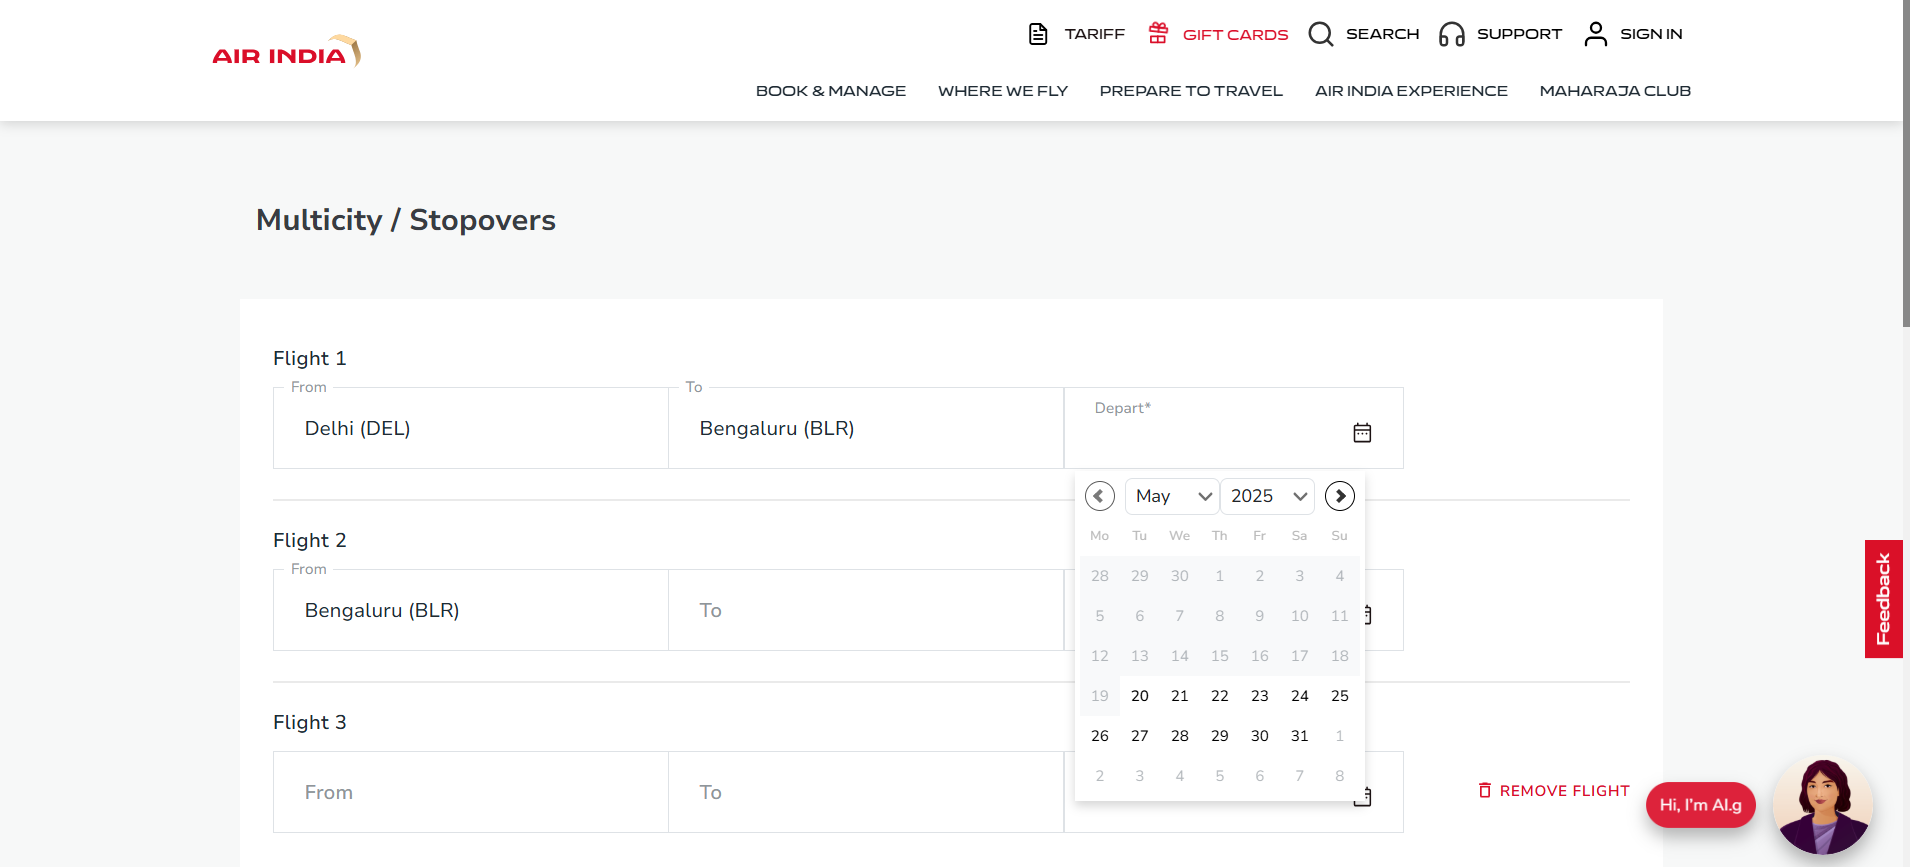 TARIFF GIFT CARDS SEARCH SUPPORT SIGN IN
AIR INDIA
BOOK & MANAGE WHERE WE FLY PREPARE TO TRAVEL AIR INDIA EXPERIENCE MAHARAJA CLUB
Multicity / Stopovers
Flight 1
From To
Depart*
Delhi (DEL) Bengaluru (BLR)
May 2025
Mo Tu We Th Fr Sa Su
28 29 30 1 2 3 4
5 6 7 8 9 10 11
12 13 14 15 16 17 18
19 20 21 22 23 24 25
26 27 28 29 30 31 1
2 3 4 5 6 7 8
Flight 2
From
Bengaluru (BLR) To
Flight 3
From To
REMOVE FLIGHT
Feedback
Hi, I'm AI.g